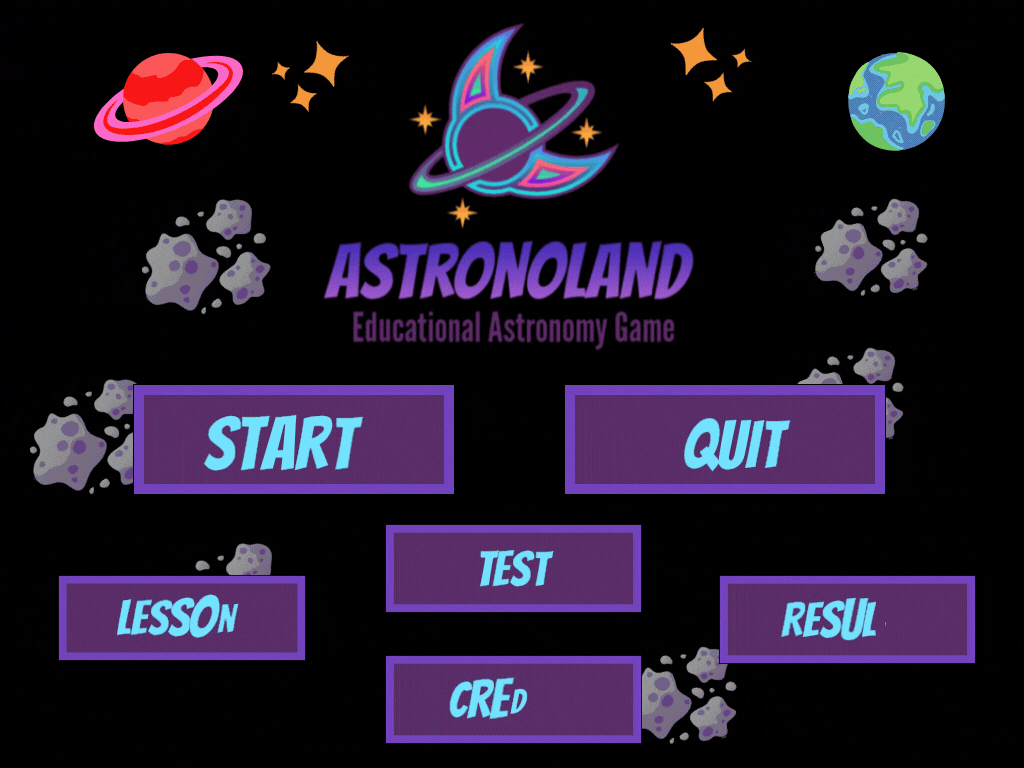 ASTRONOLAND
Educational Astronomy Game
START
QUIT
TEST
LESSON
RESUL
CRED